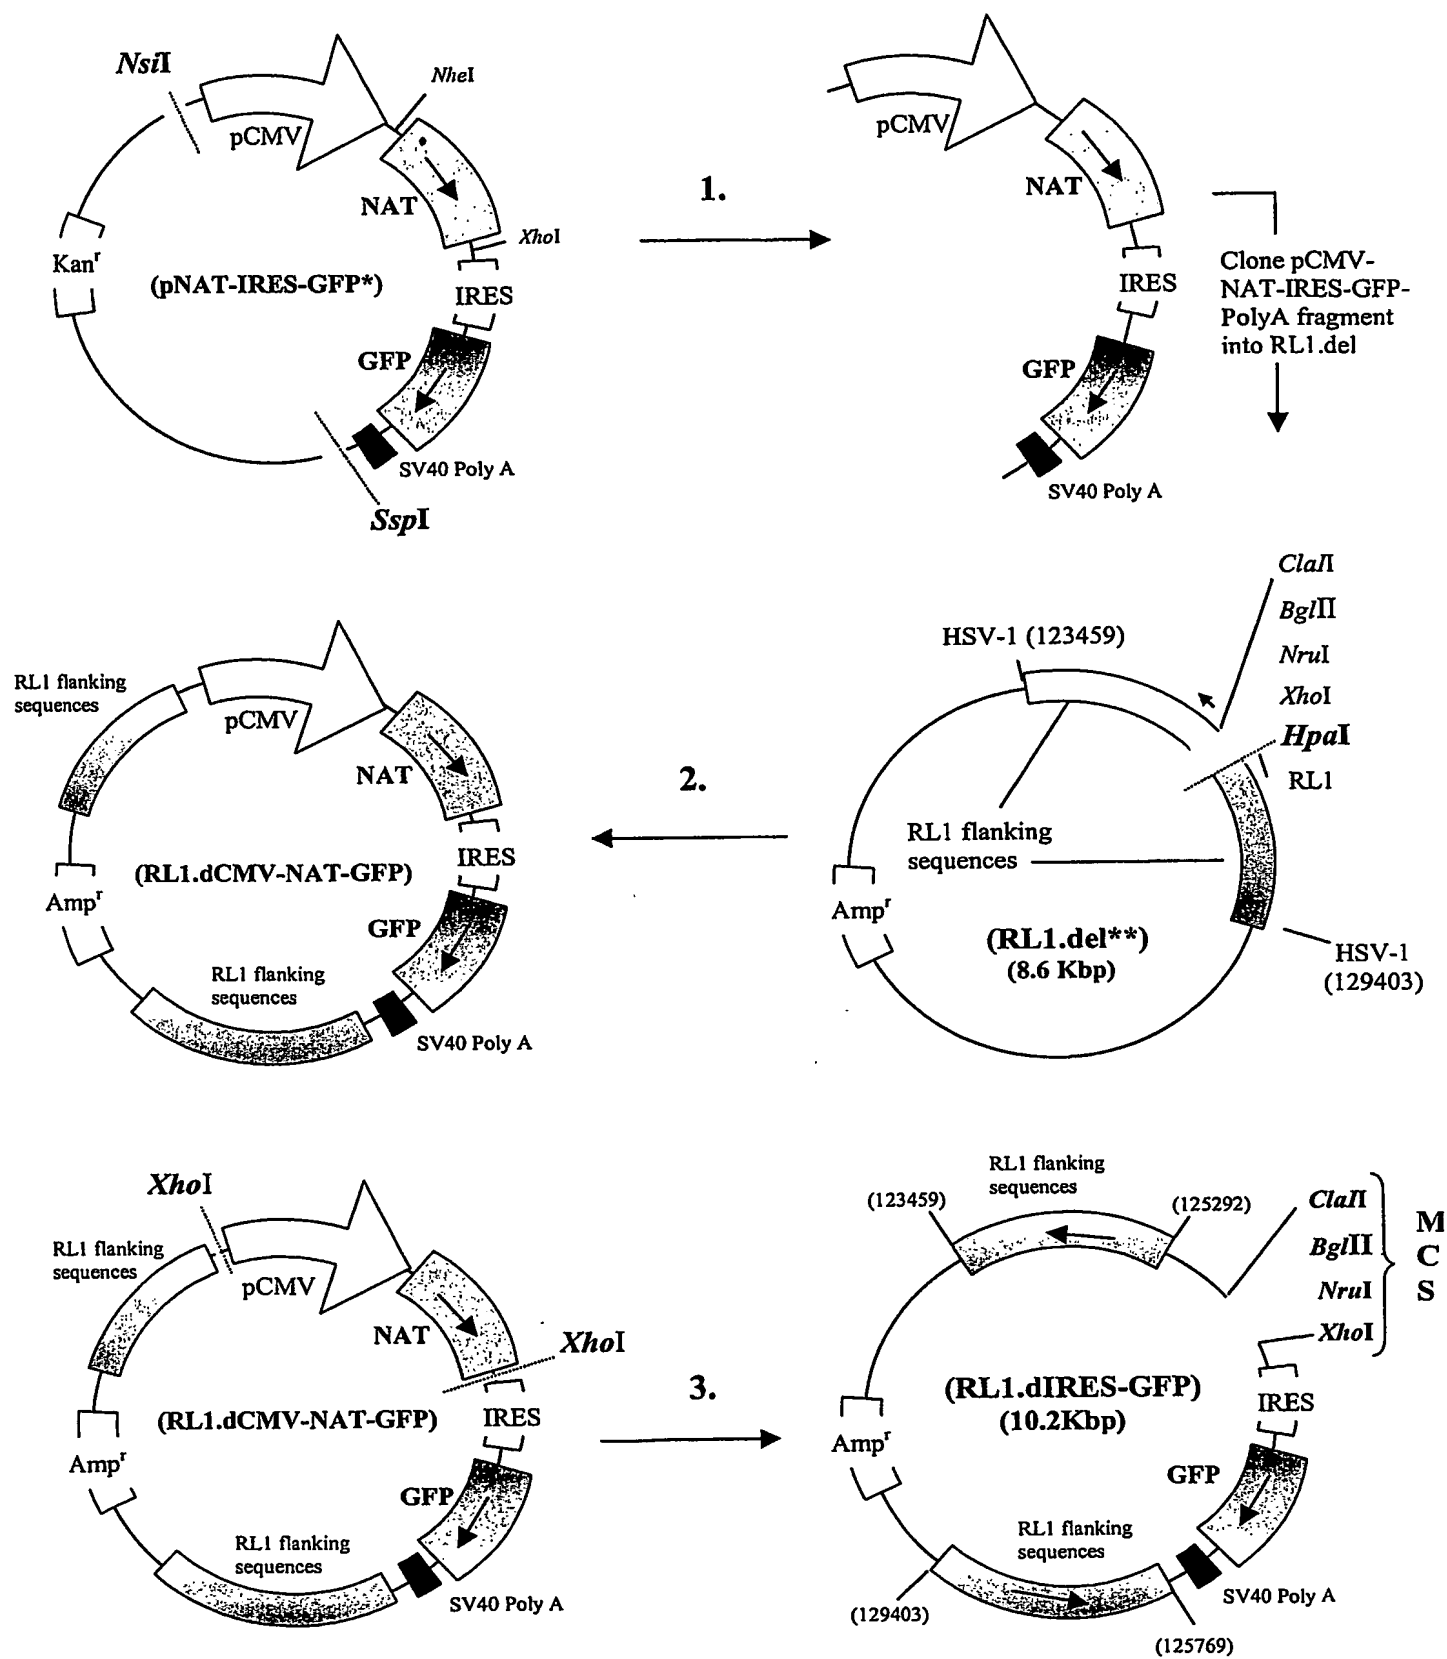 NsiI
NheI
pCMV
NAT
XhoI
Kanr
(pNAT-IRES-GFP*)
IRES
GFP
SV40 Poly A
SspI
1.
pCMV
NAT
IRES
GFP
SV40 Poly A
Clone pCMV-
NAT-IRES-GFP-
PolyA fragment
into RL1.del
RL1 flanking
sequences
pCMV
NAT
IRES
(RL1.dCMV-NAT-GFP)
Ampr
GFP
RL1 flanking
sequences
SV40 Poly A
2.
HSV-1 (123459)
ClaII
BglII
NruI
XhoI
HpaI
RL1
RL1 flanking
sequences
Ampr
(RL1.del**)
(8.6 Kbp)
HSV-1
(129403)
XhoI
RL1 flanking
sequences
pCMV
NAT
XhoI
(RL1.dCMV-NAT-GFP)
IRES
Ampr
GFP
RL1 flanking
sequences
SV40 Poly A
3.
RL1 flanking
sequences
(123459)
(125292)
ClaII
BglII
NruI
XhoI
M
C
S
(RL1.dIRES-GFP)
(10.2Kbp)
IRES
Ampr
GFP
RL1 flanking
sequences
SV40 Poly A
(129403)
(125769)